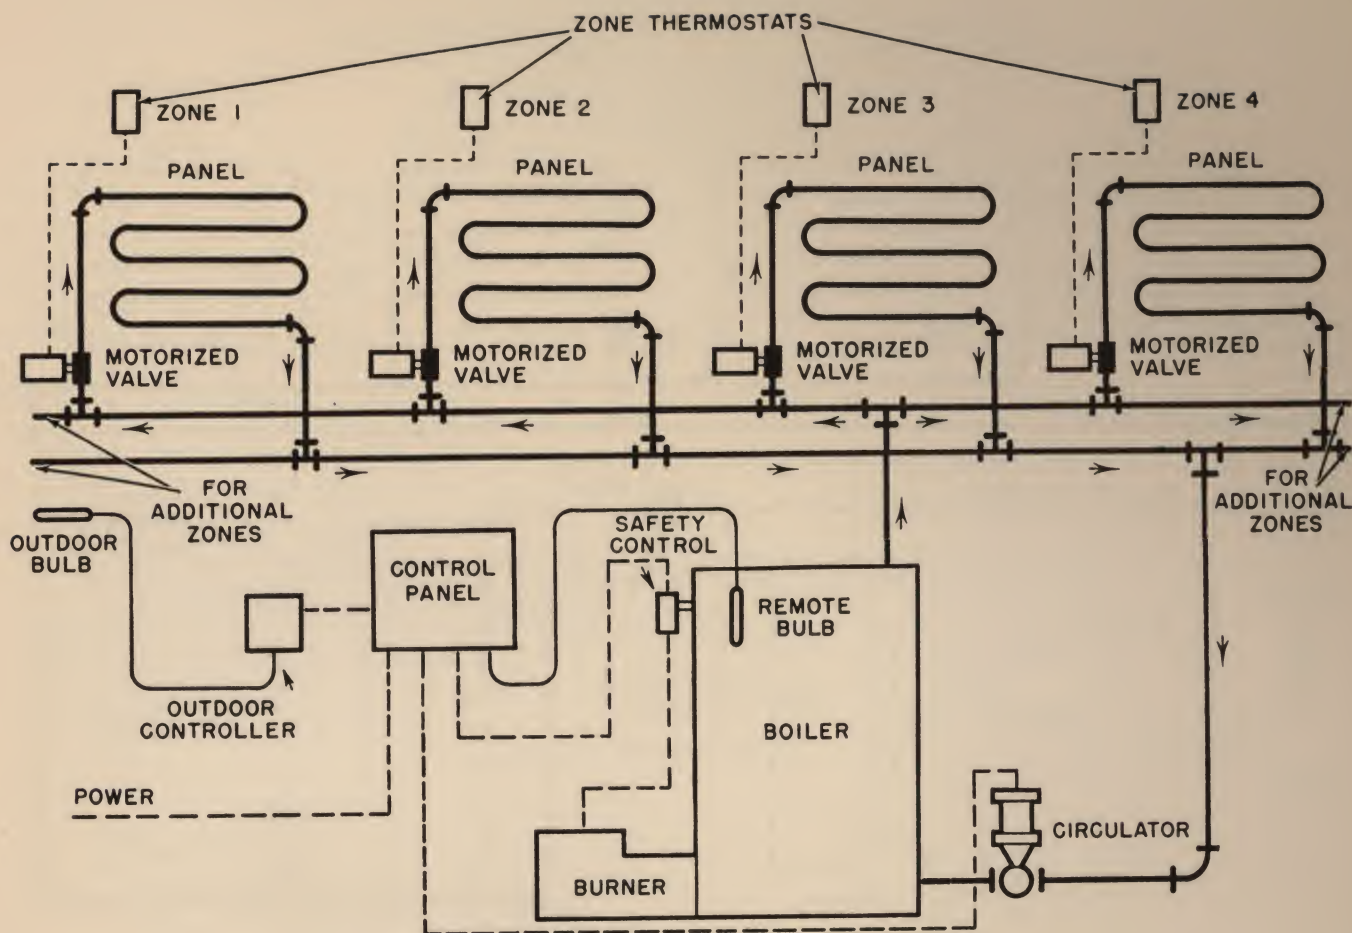 ZONE THERMOSTATS
ZONE 1
ZONE 2
ZONE 3
ZONE 4
PANEL
PANEL
PANEL
PANEL
MOTORIZED
VALVE
MOTORIZED
VALVE
MOTORIZED
VALVE
MOTORIZED
VALVE
FOR
ADDITIONAL
ZONES
FOR
ADDITIONAL
ZONES
OUTDOOR
BULB
CONTROL
PANEL
SAFETY
CONTROL
REMOTE
BULB
OUTDOOR
CONTROLLER
BOILER
POWER
CIRCULATOR
BURNER